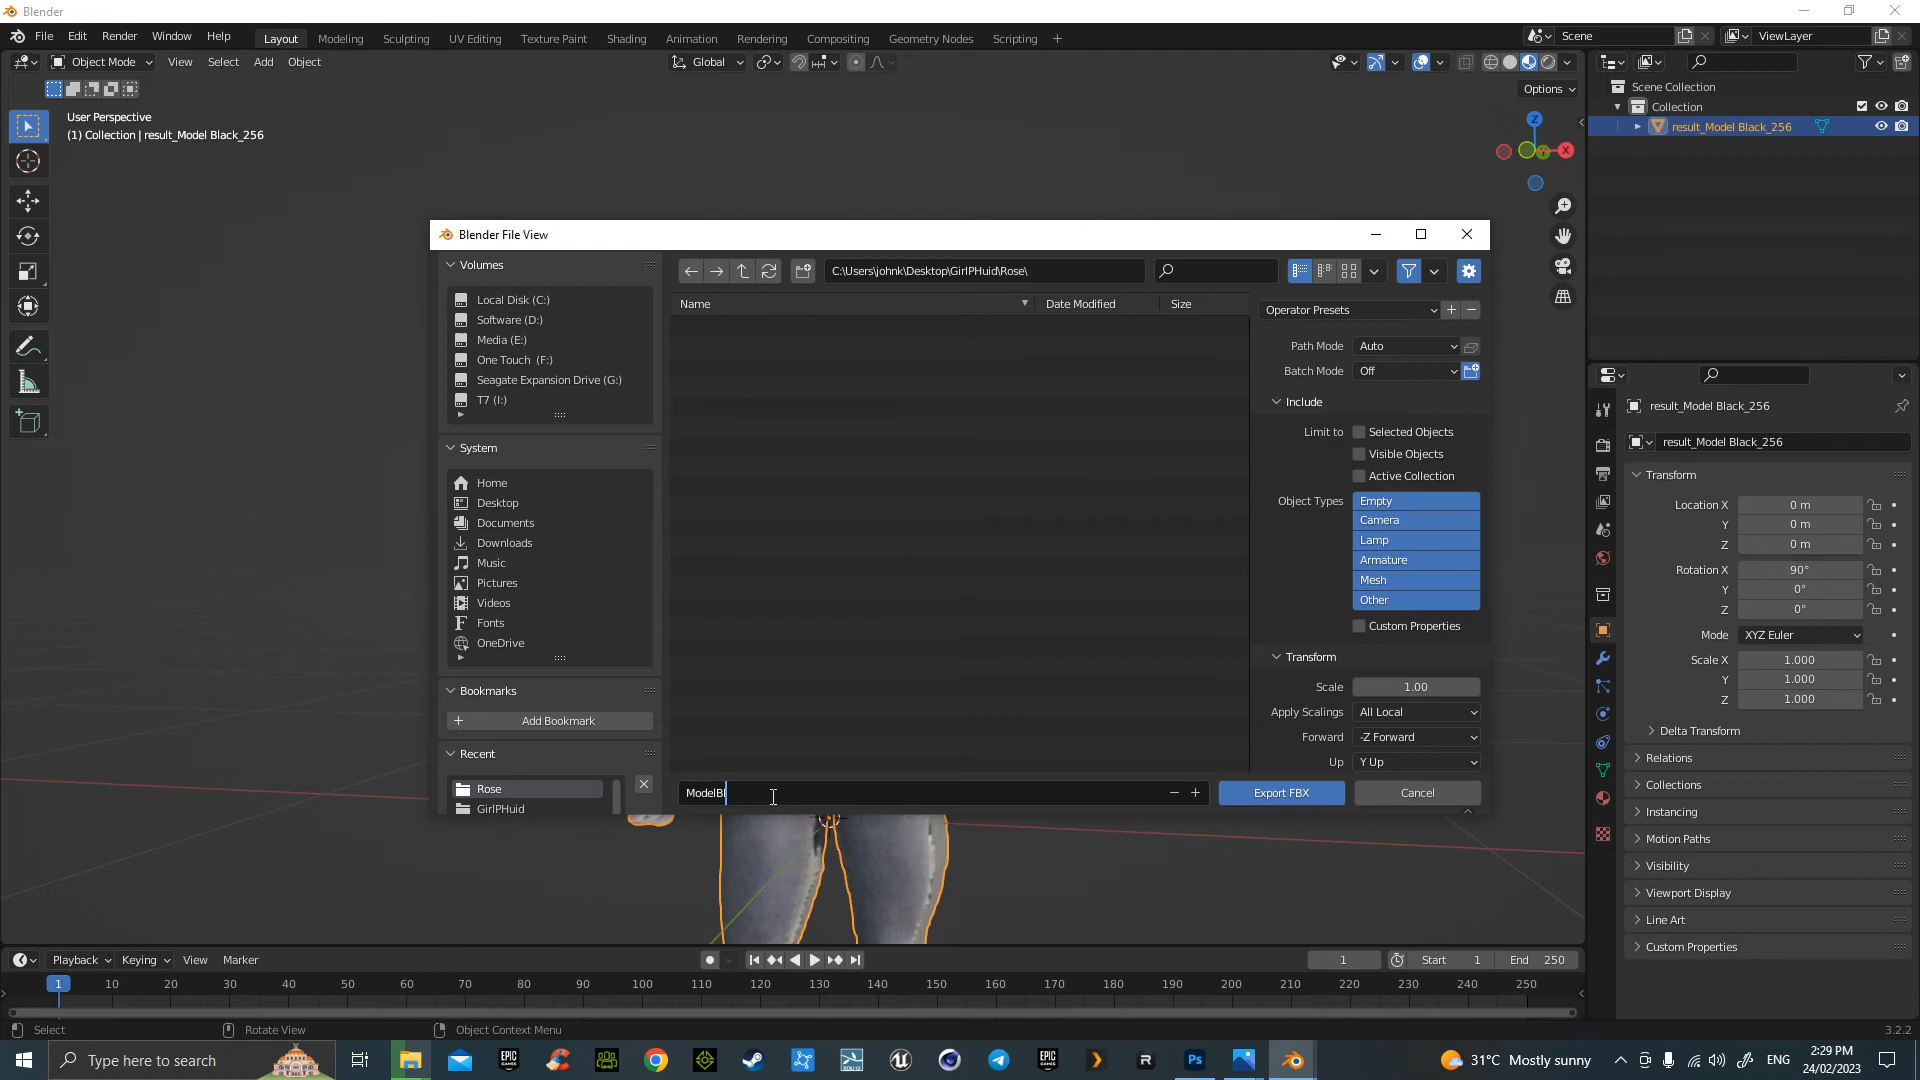 Blender
File Edit Render Window Help Layout Modeling Sculpting UV Editing Texture Paint Shading Animation Rendering Compositing Geometry Nodes Scripting + Scene ViewLayer
Object Mode View Select Add Object Global
Options
User Perspective
(1) Collection | result_Model Black_256
Z
X
Scene Collection
Collection
result_Model Black_256
Blender File View
Volumes
Local Disk (C:)
Software (D:)
Media (E:)
One Touch (F:)
Seagate Expansion Drive (G:)
T7 (I:)
System
Home
Desktop
Documents
Downloads
Music
Pictures
Videos
Fonts
OneDrive
Bookmarks
+ Add Bookmark
Recent
Rose
GirlPHuid
C:\Users\johnk\Desktop\GirlPHuid\Rose\
Name Date Modified Size
ModelBl
Operator Presets
Path Mode Auto
Batch Mode Off
Include
Limit to Selected Objects
Visible Objects
Active Collection
Object Types Empty
Camera
Lamp
Armature
Mesh
Other
Custom Properties
Transform
Scale 1.00
Apply Scalings All Local
Forward -Z Forward
Up Y Up
Export FBX Cancel
result_Model Black_256
result_Model Black_256
Transform
Location X 0 m
Y 0 m
Z 0 m
Rotation X 90°
Y 0°
Z 0°
Mode XYZ Euler
Scale X 1.000
Y 1.000
Z 1.000
Delta Transform
Relations
Collections
Instancing
Motion Paths
Visibility
Viewport Display
Line Art
Custom Properties
Playback Keying View Marker 1 Start 1 End 250
1 10 20 30 40 50 60 70 80 90 100 110 120 130 140 150 160 170 180 190 200 210 220 230 240 250
Select Rotate View Object Context Menu 3.2.2
Type here to search
31°C Mostly sunny
ENG
2:29 PM
24/02/2023